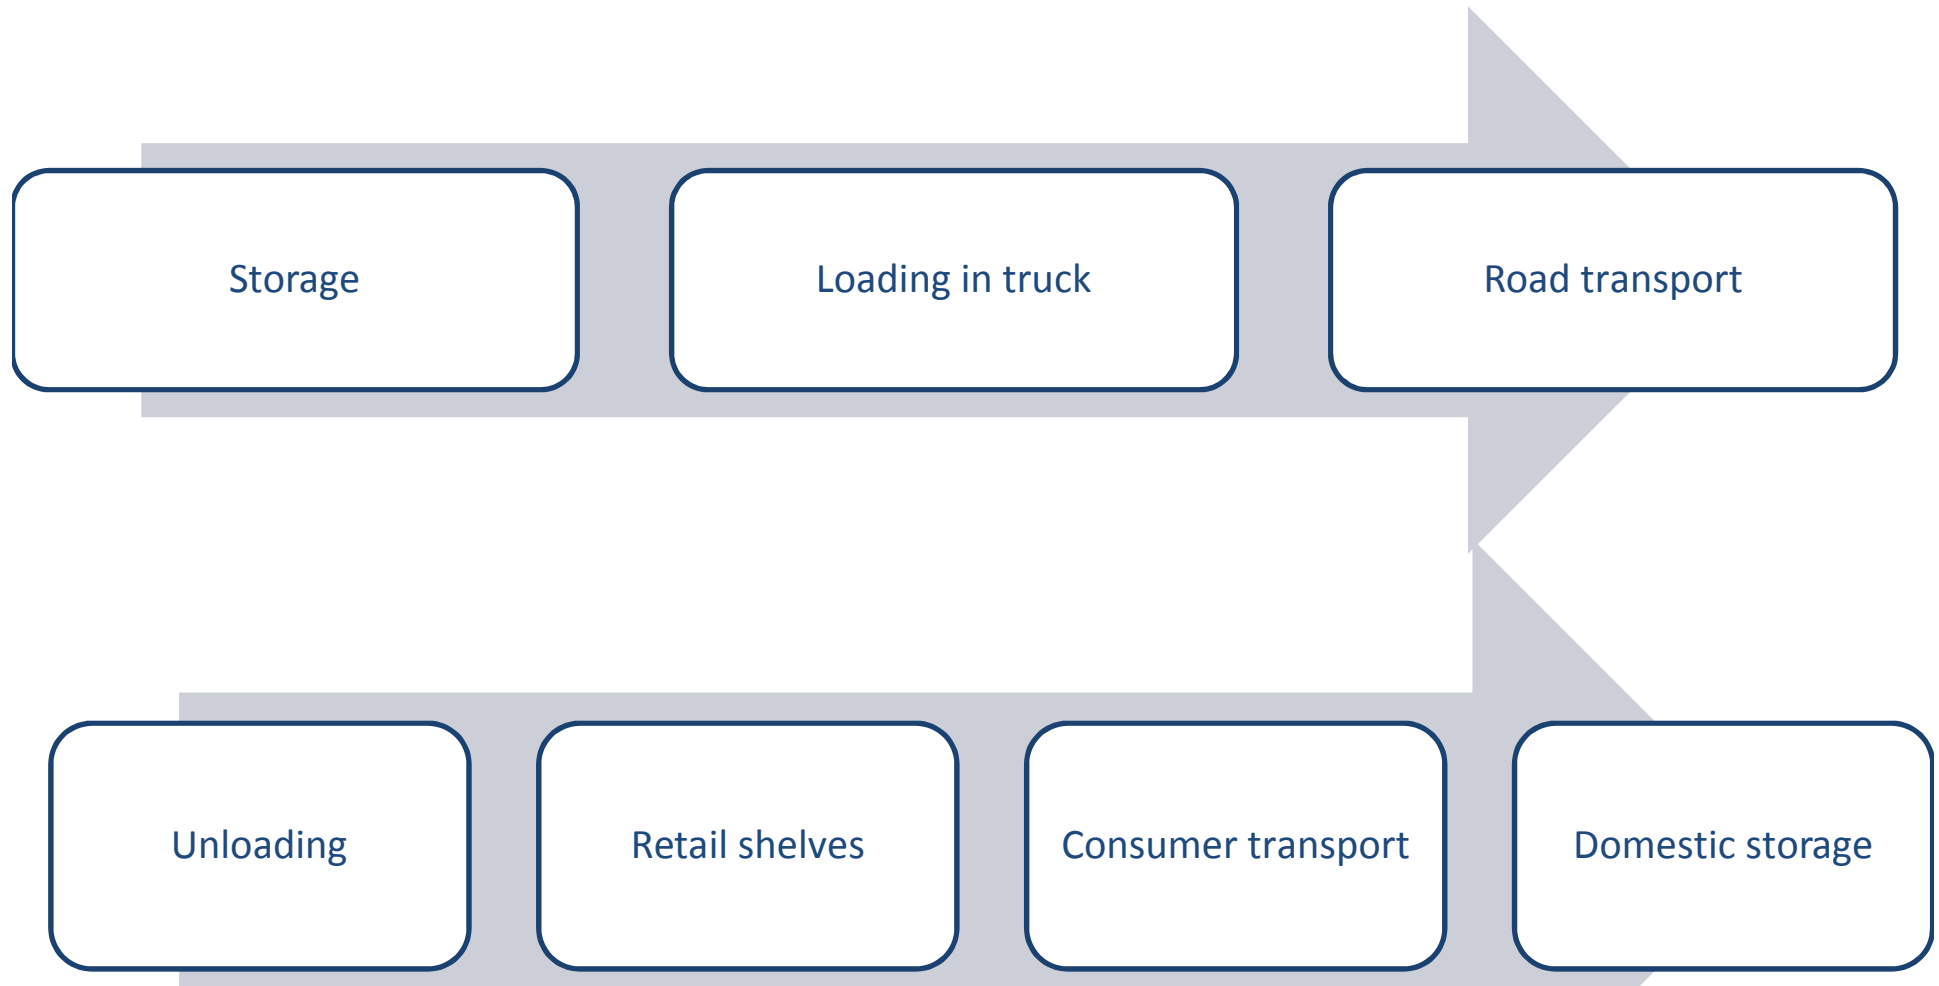 Storage
Loading in truck
Road transport
Unloading
Retail shelves
Consumer transport
Domestic storage